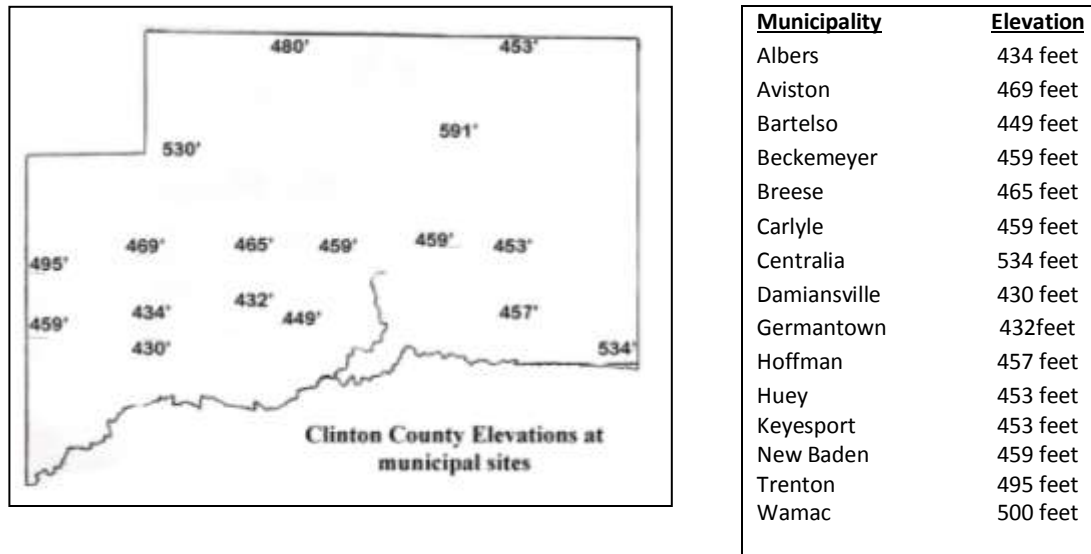 480'
453'
591'
530'
469'
465'
459'
459'
453'
495'
432'
434'
449'
457'
459'
430'
534'
Clinton County Elevations at
municipal sites
Municipality Elevation
Albers 434 feet
Aviston 469 feet
Bartelso 449 feet
Beckemeyer 459 feet
Breese 465 feet
Carlyle 459 feet
Centralia 534 feet
Damiansville 430 feet
Germantown 432feet
Hoffman 457 feet
Huey 453 feet
Keyesport 453 feet
New Baden 459 feet
Trenton 495 feet
Wamac 500 feet